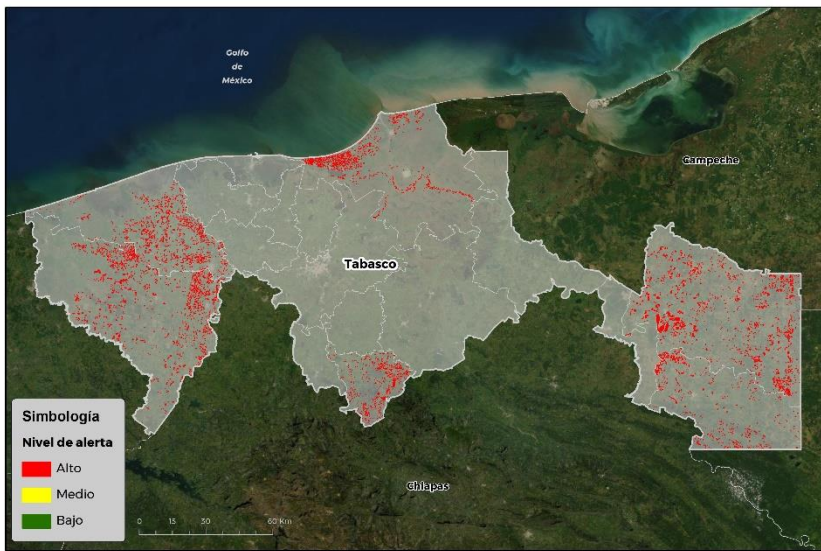 Golfo
de
México
Campeche
Tabasco
Chiapas
Simbología
Nivel de alerta
Alto
Medio
Bajo
0 15 30 60 Km